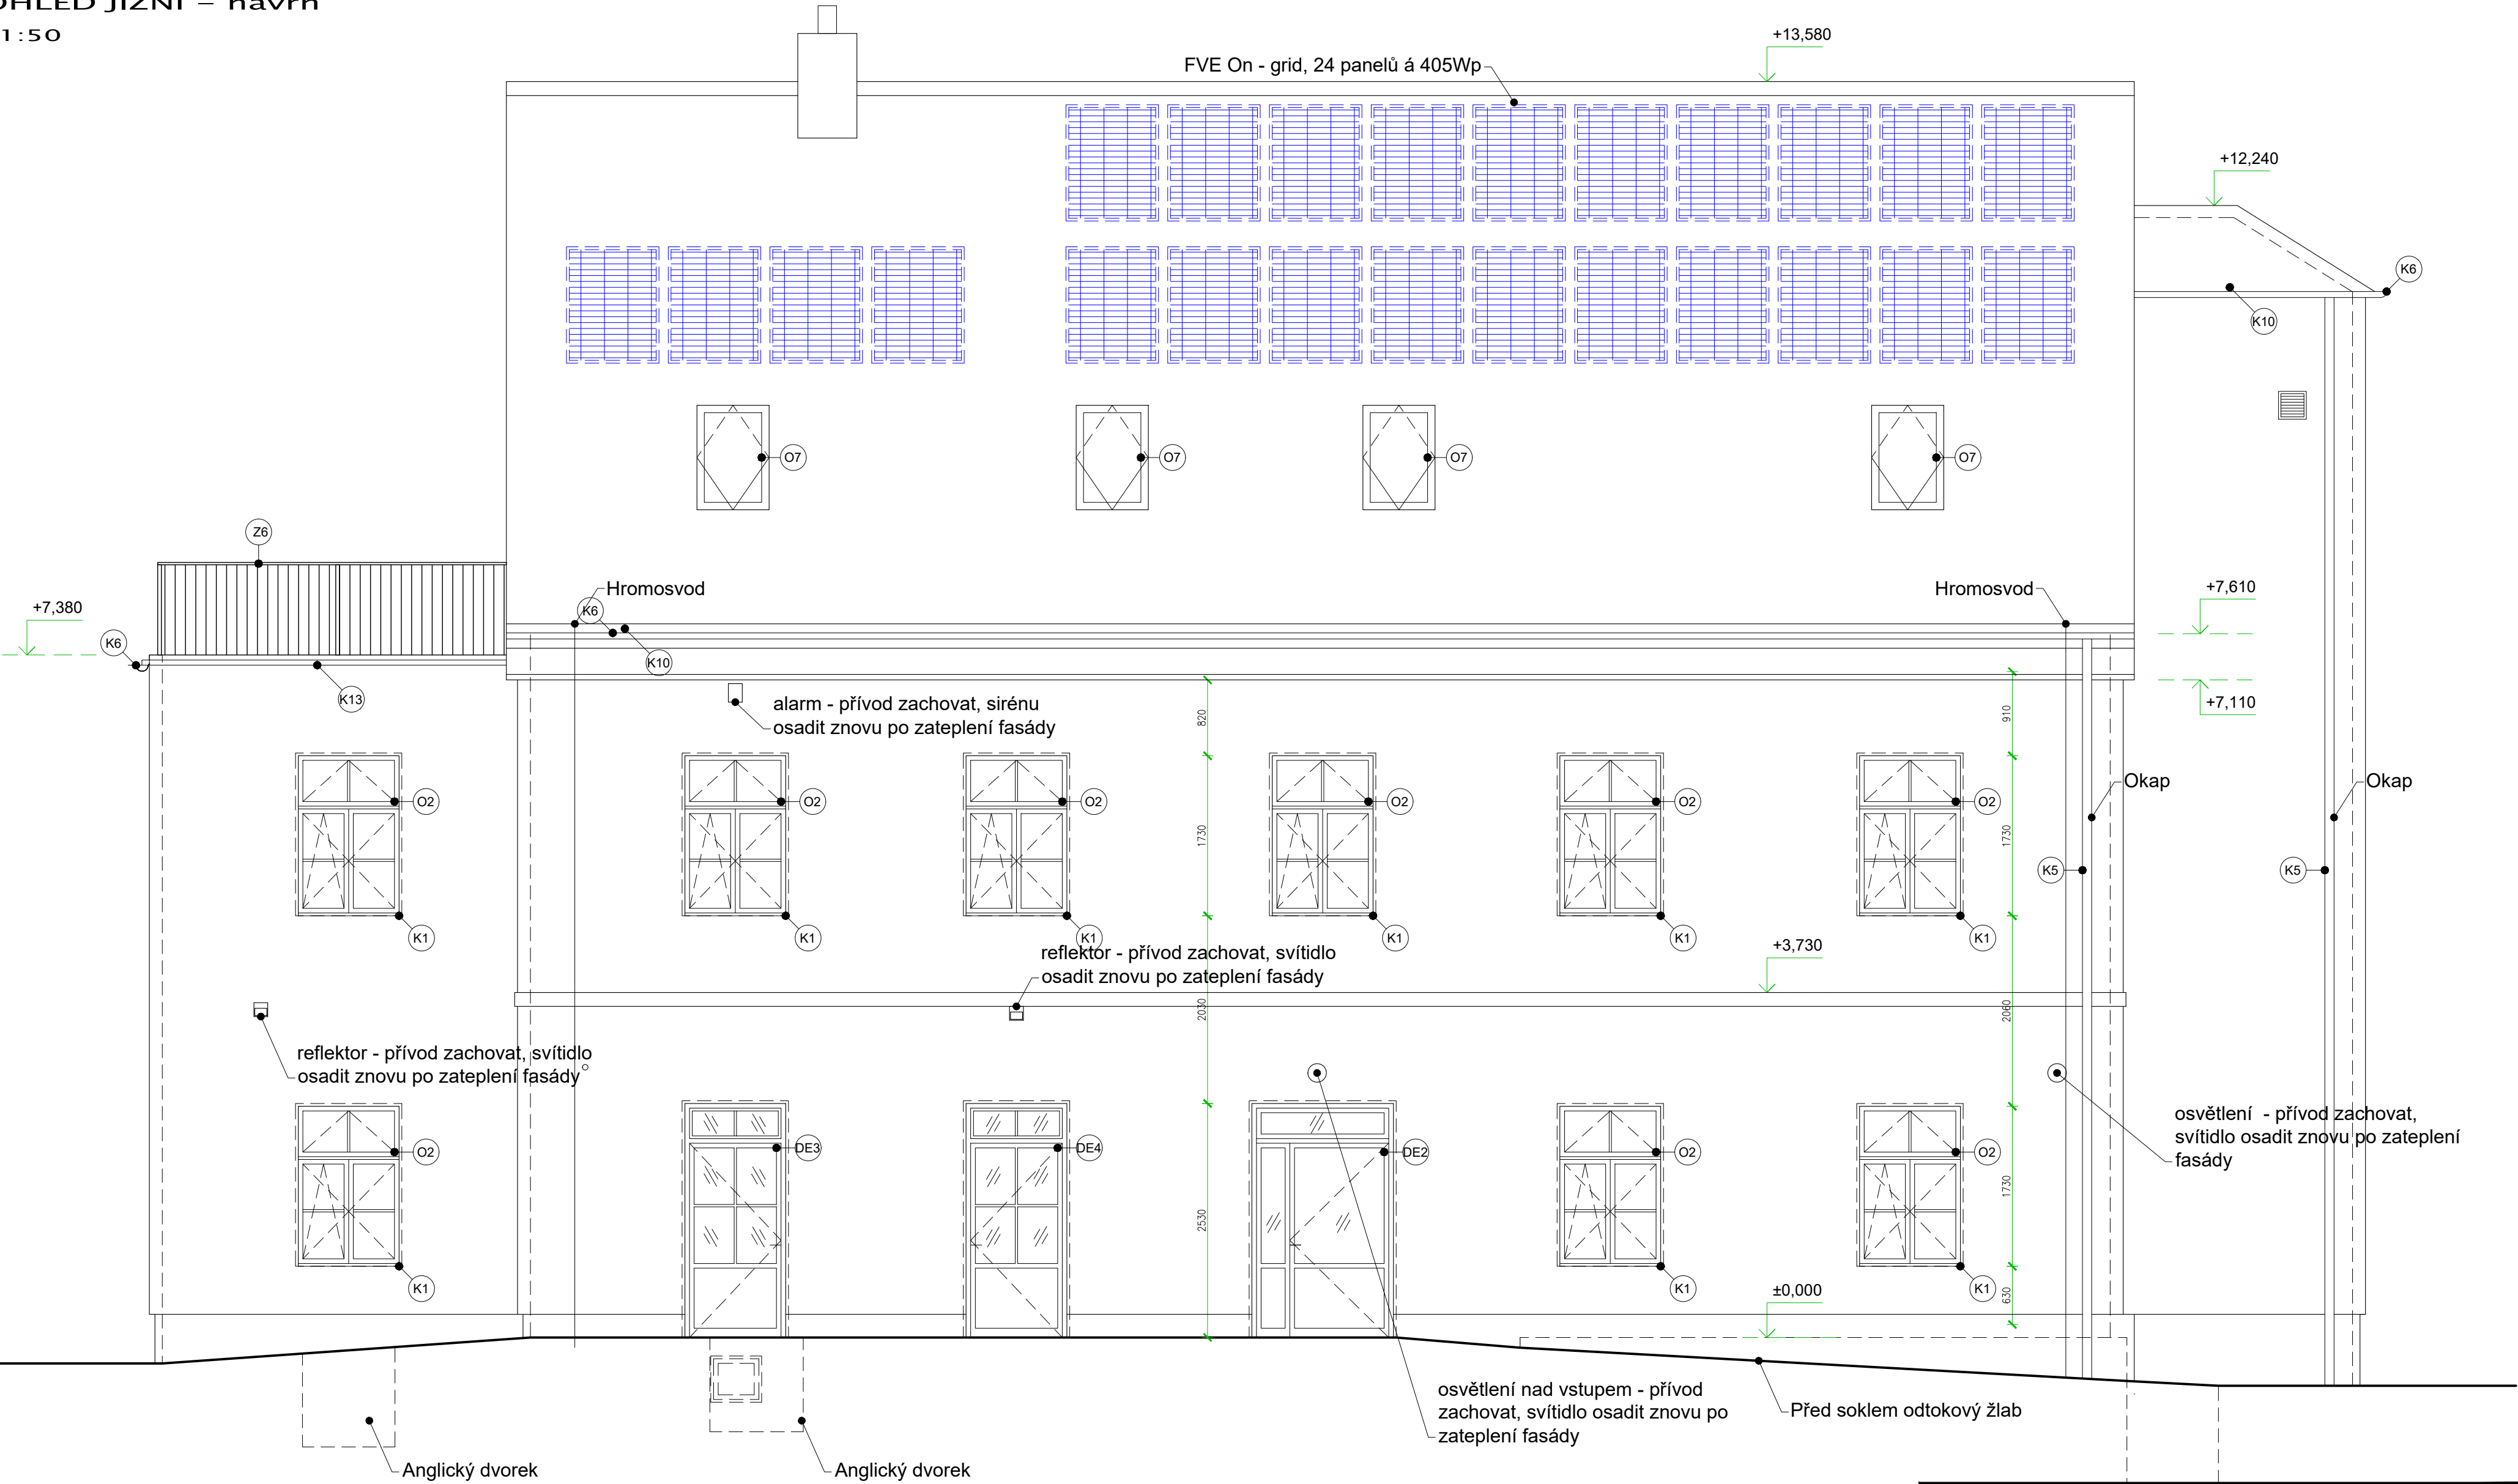 OHLED JIŽNÍ – návrh
1:50
+13,580
FVE On - grid, 24 panelů á 405Wp
+12,240
K6
K10
O7
O7
O7
O7
Z6
Hromosvod
Hromosvod
+7,380
+7,610
K6
K6
K10
K13
+7,110
alarm - přívod zachovat, sirénu
osadit znovu po zateplení fasády
820
910
Okap
Okap
O2
O2
O2
O2
O2
O2
1730
1730
K5
K5
K1
K1
K1
K1
K1
K1
reflektor - přívod zachovat, svítidlo
osadit znovu po zateplení fasády
+3,730
2030
2060
reflektor - přívod zachovat, svítidlo
osadit znovu po zateplení fasády
osvětlení - přívod zachovat,
svítidlo osadit znovu po zateplení
fasády
O2
DE3
DE4
DE2
O2
O2
2530
1730
K1
K1
K1
±0,000
630
osvětlení nad vstupem - přívod
zachovat, svítidlo osadit znovu po
zateplení fasády
Před soklem odtokový žlab
Anglický dvorek
Anglický dvorek